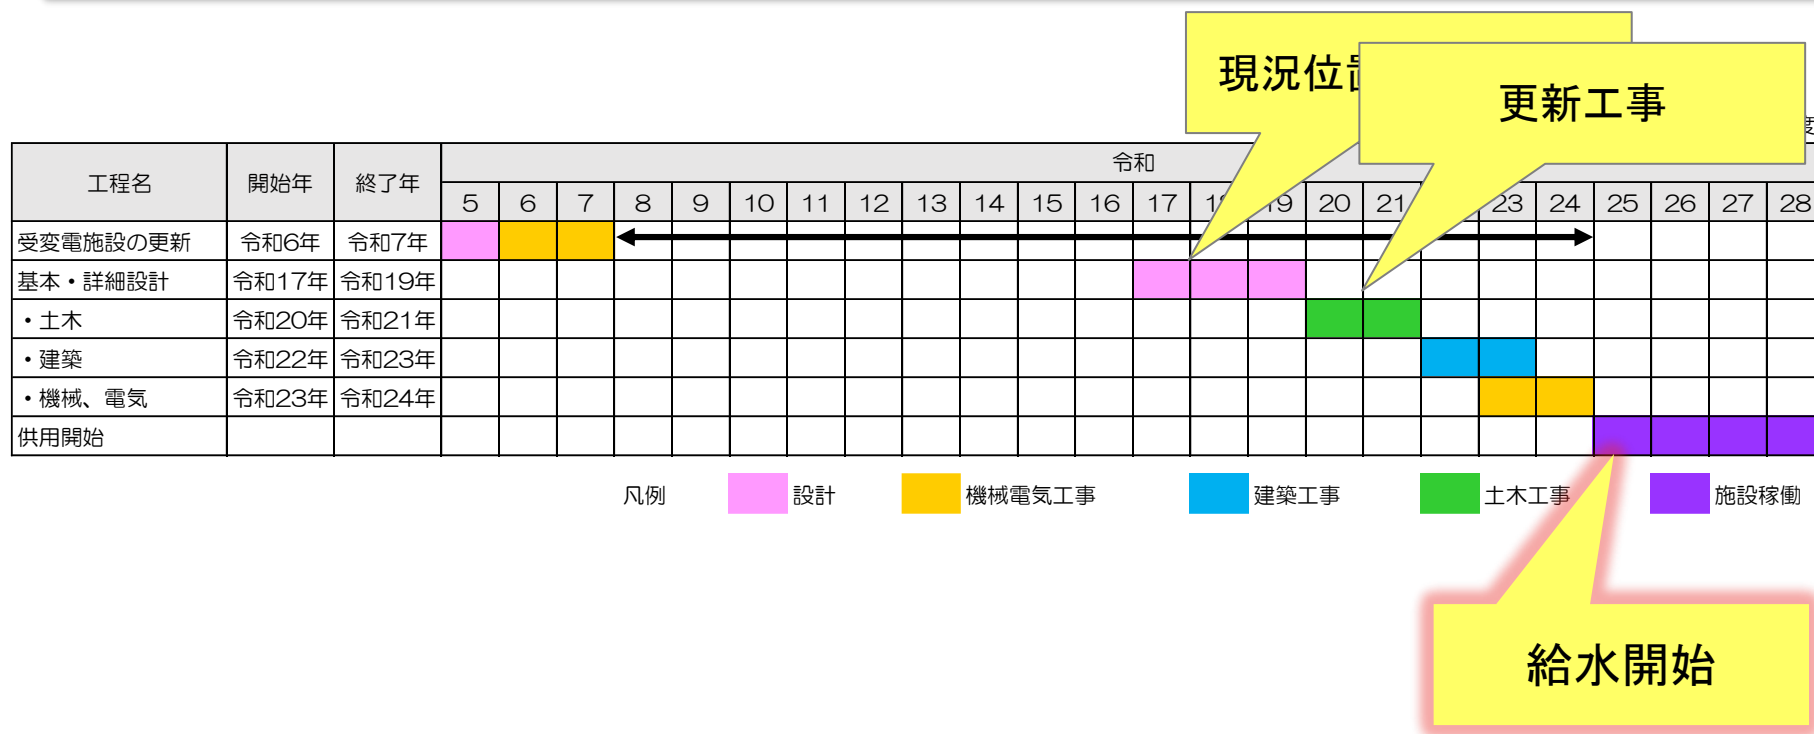 現況位
更新工事
工程名 開始年 終了年 令和
5 6 7 8 9 10 11 12 13 14 15 16 17 19 20 21 23 24 25 26 27 28
受変電施設の更新 令和6年 令和7年
基本・詳細設計 令和17年 令和19年
・土木 令和20年 令和21年
・建築 令和22年 令和23年
・機械、電気 令和23年 令和24年
供用開始
凡例 設計 機械電気工事 建築工事 土木工事 施設稼働
給水開始